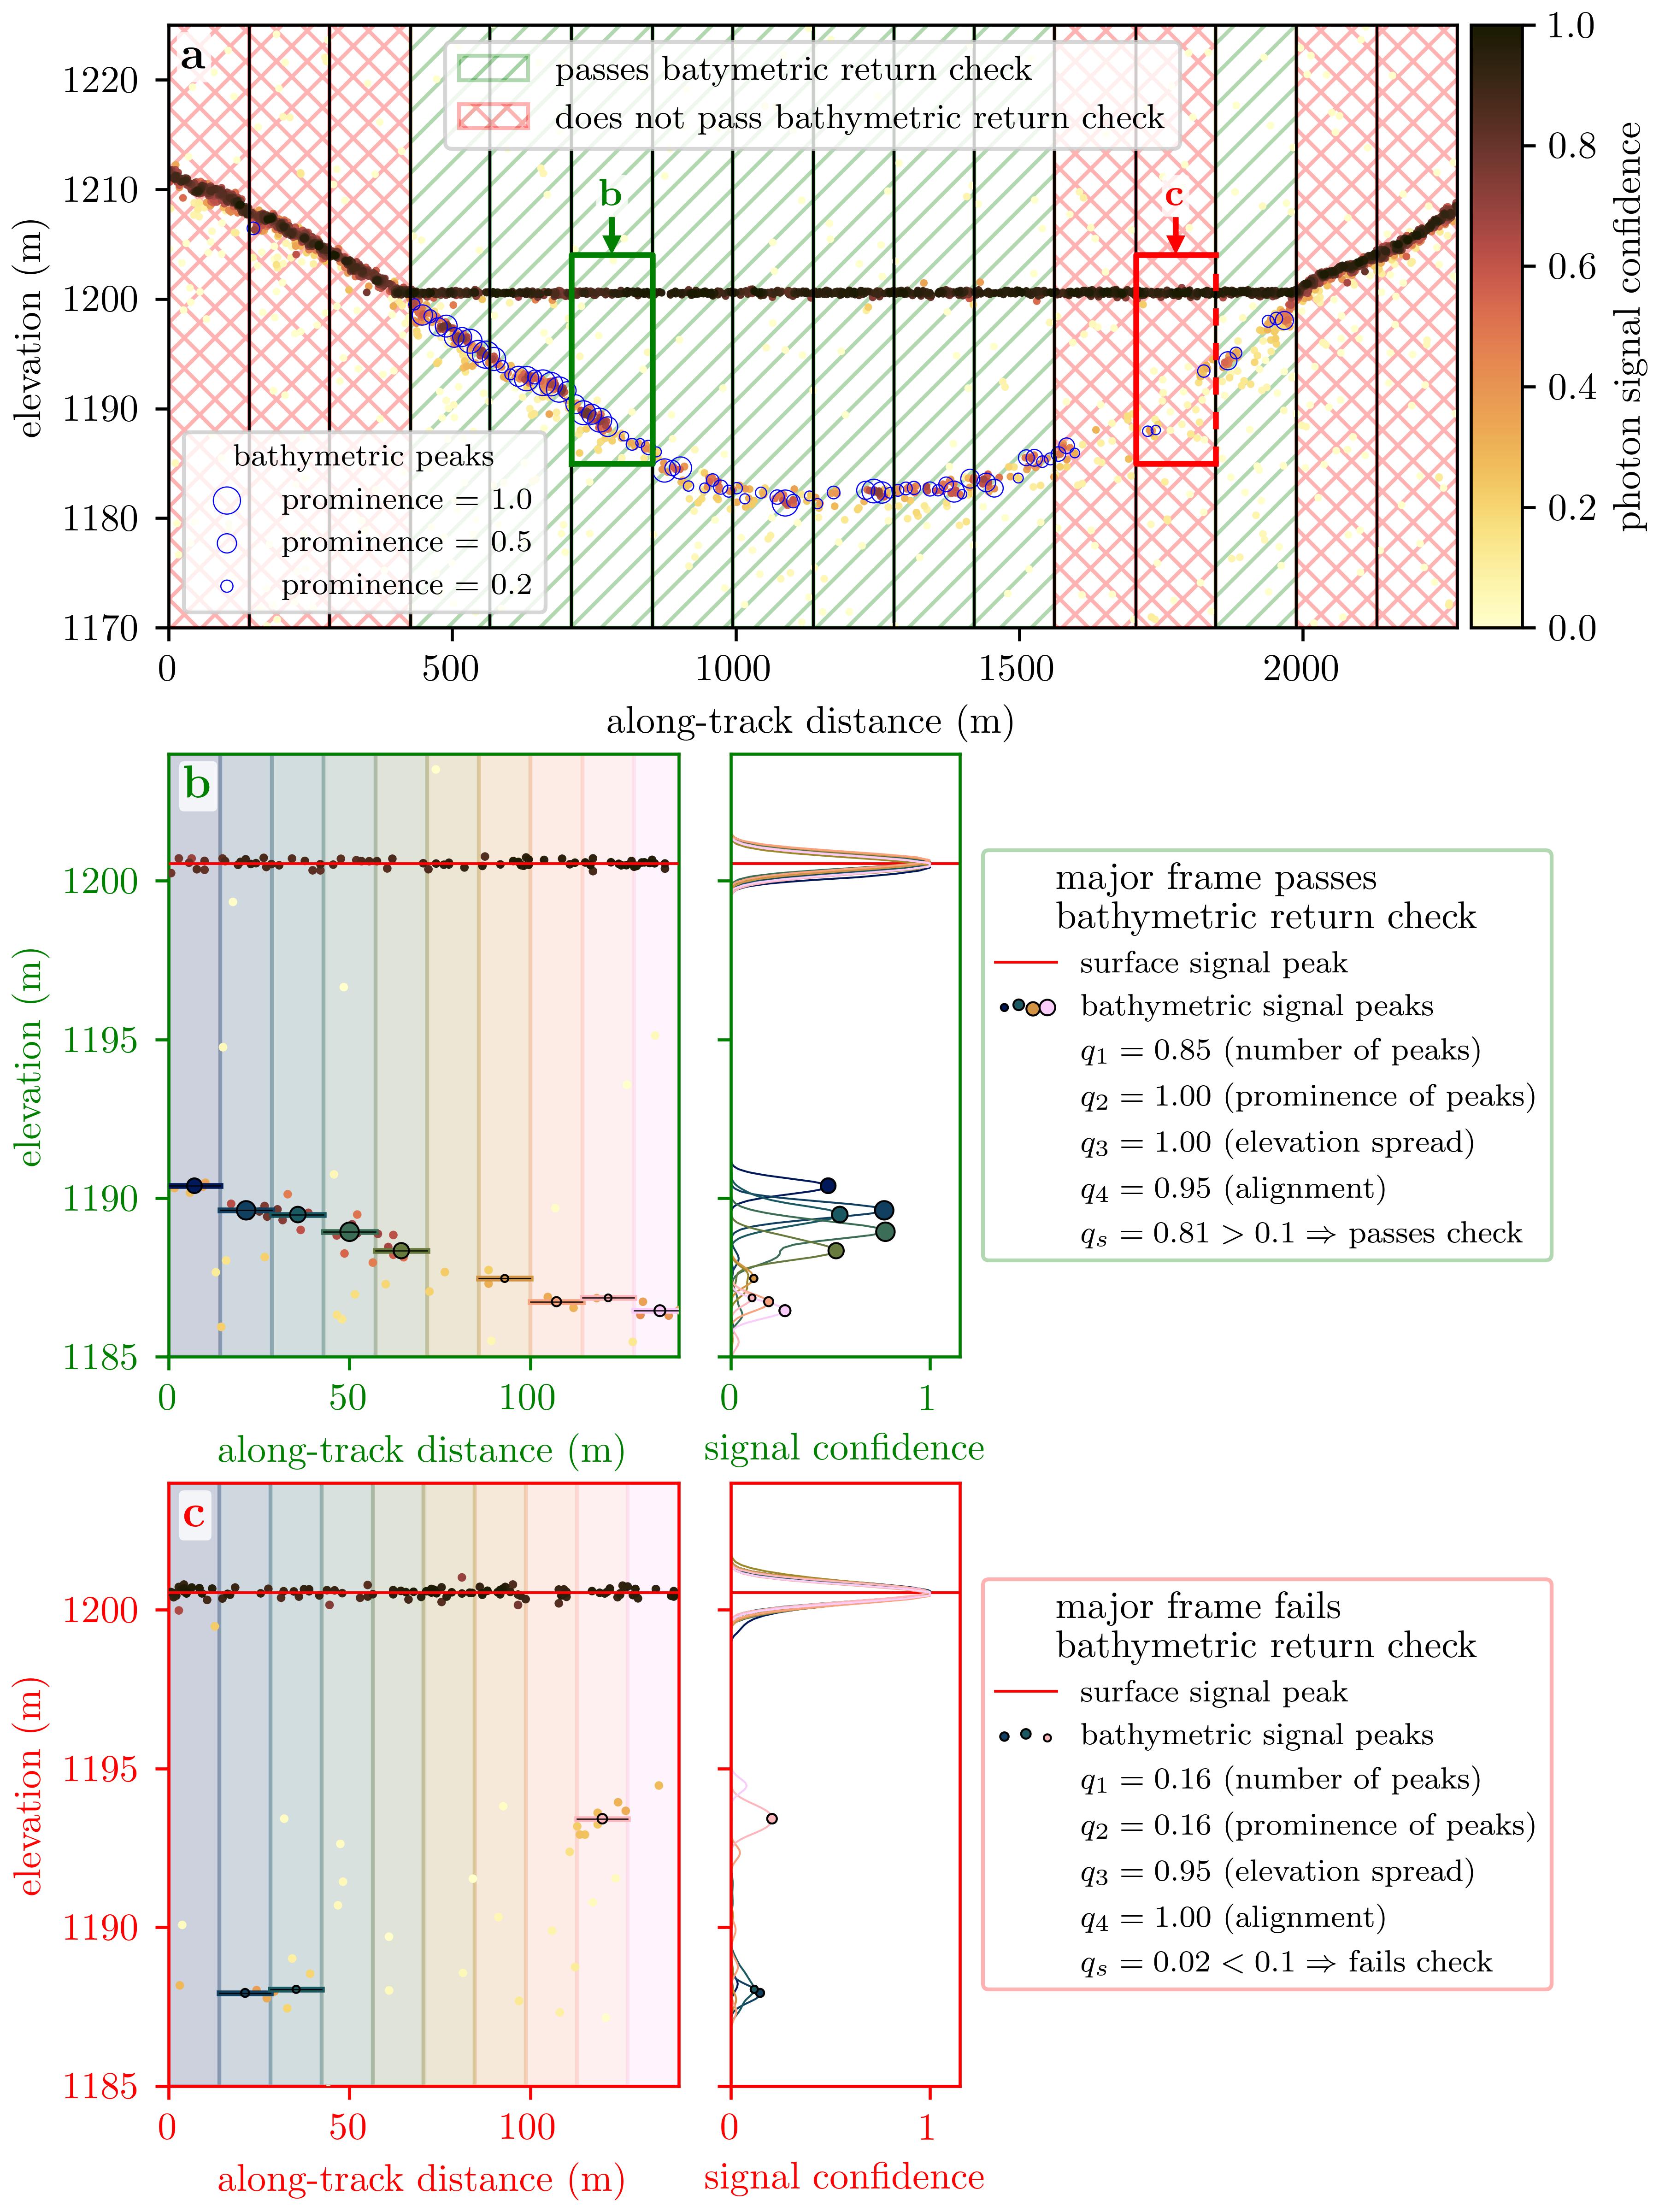 a
passes batymetric return check
does not pass bathymetric return check
b
c
bathymetric peaks
prominence = 1.0
prominence = 0.5
prominence = 0.2
1220
1210
1200
1190
1180
1170
elevation (m)
0
500
1000
1500
2000
along-track distance (m)
1.0
0.8
0.6
0.4
0.2
0.0
photon signal confidence
b
1200
1195
1190
1185
elevation (m)
0
50
100
along-track distance (m)
0
1
signal confidence
major frame passes
bathymetric return check
surface signal peak
bathymetric signal peaks
q₁ = 0.85 (number of peaks)
q₂ = 1.00 (prominence of peaks)
q₃ = 1.00 (elevation spread)
q₄ = 0.95 (alignment)
qₛ = 0.81 > 0.1 ⇒ passes check
c
1200
1195
1190
1185
elevation (m)
0
50
100
along-track distance (m)
0
1
signal confidence
major frame fails
bathymetric return check
surface signal peak
bathymetric signal peaks
q₁ = 0.16 (number of peaks)
q₂ = 0.16 (prominence of peaks)
q₃ = 0.95 (elevation spread)
q₄ = 1.00 (alignment)
qₛ = 0.02 < 0.1 ⇒ fails check